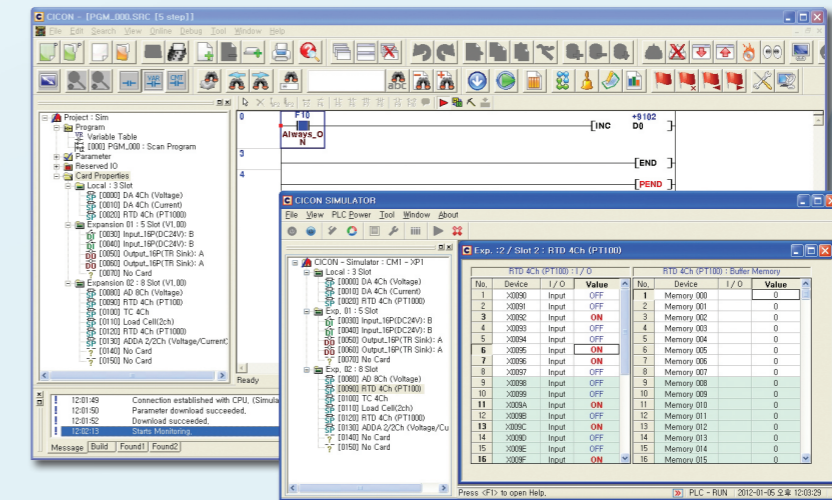 CICON - [PGM_000.SRC [5 step]]
File Edit Search View Online Debug Tool Window Help
VAR CMT abc
Project : Sim
Program
Variable Table
[000] PGM_000 : Scan Program
Parameter
Reserved IO
Card Properties
Local : 3 Slot
[0000] DA 4Ch (Voltage)
[0010] DA 4Ch (Current)
[0020] RTD 4Ch (PT1000)
Expansion 01 : 5 Slot (V1,00)
[0030] Input_16P(DC24V): B
[0040] Input_16P(DC24V): B
[0050] Output_16P(TR Sink): A
[0060] Output_16P(TR Sink): A
[0070] No Card
Expansion 02 : 8 Slot (V1,00)
[0080] AD 8Ch (Voltage)
[0090] RTD 4Ch (PT100)
[0100] TC 4Ch
[0110] Load Cell(2ch)
[0120] RTD 4Ch (PT1000)
[0130] ADDA 2/2Ch (Voltage/Current)
[0140] No Card
[0150] No Card
0 F10 +9102
Always_O
N
[INC D0 ]
3
[END ]
4
[PEND ]
Ready
12:01:49 Connection established with CPU, (Simula
12:01:50 Parameter download succeeded,
12:01:52 Download succeeded,
12:02:13 Starts Monitoring,
Message Build Found1 Found2
CICON SIMULATOR
File View PLC Power Tool Window About
CICON - Simulator : CM1 - XP1
Local : 3 Slot
[0000] DA 4Ch (Voltage)
[0010] DA 4Ch (Current)
[0020] RTD 4Ch (PT1000)
Exp, 01 : 5 Slot
[0030] Input_16P(DC24V): B
[0040] Input_16P(DC24V): B
[0050] Output_16P(TR Sink): A
[0060] Output_16P(TR Sink): A
[0070] No Card
Exp, 02 : 8 Slot
[0080] AD 8Ch (Voltage)
[0090] RTD 4Ch (PT100)
[0100] TC 4Ch
[0110] Load Cell(2ch)
[0120] RTD 4Ch (PT1000)
[0130] ADDA 2/2Ch (Voltage/Cu
[0140] No Card
[0150] No Card
Exp. :2 / Slot 2 : RTD 4Ch (PT100)
RTD 4Ch (PT100) : I / O RTD 4Ch (PT100) : Buffer Memory
No, Device I / O Value No, Device I / O Value
1 X0090 Input OFF 1 Memory 000 0
2 X0091 Input OFF 2 Memory 001 0
3 X0092 Input ON 3 Memory 002 0
4 X0093 Input OFF 4 Memory 003 0
5 X0094 Input OFF 5 Memory 004 0
6 X0095 Input ON 6 Memory 005 0
7 X0096 Input ON 7 Memory 006 0
8 X0097 Input OFF 8 Memory 007 0
9 X0098 Input OFF 9 Memory 008 0
10 X0099 Input OFF 10 Memory 009 0
11 X009A Input ON 11 Memory 010 0
12 X009B Input OFF 12 Memory 011 0
13 X009C Input ON 13 Memory 012 0
14 X009D Input OFF 14 Memory 013 0
15 X009E Input OFF 15 Memory 014 0
16 X009F Input ON 16 Memory 015 0
Press <F1> to open Help, PLC - RUN 2012-01-05 오후 12:03:29